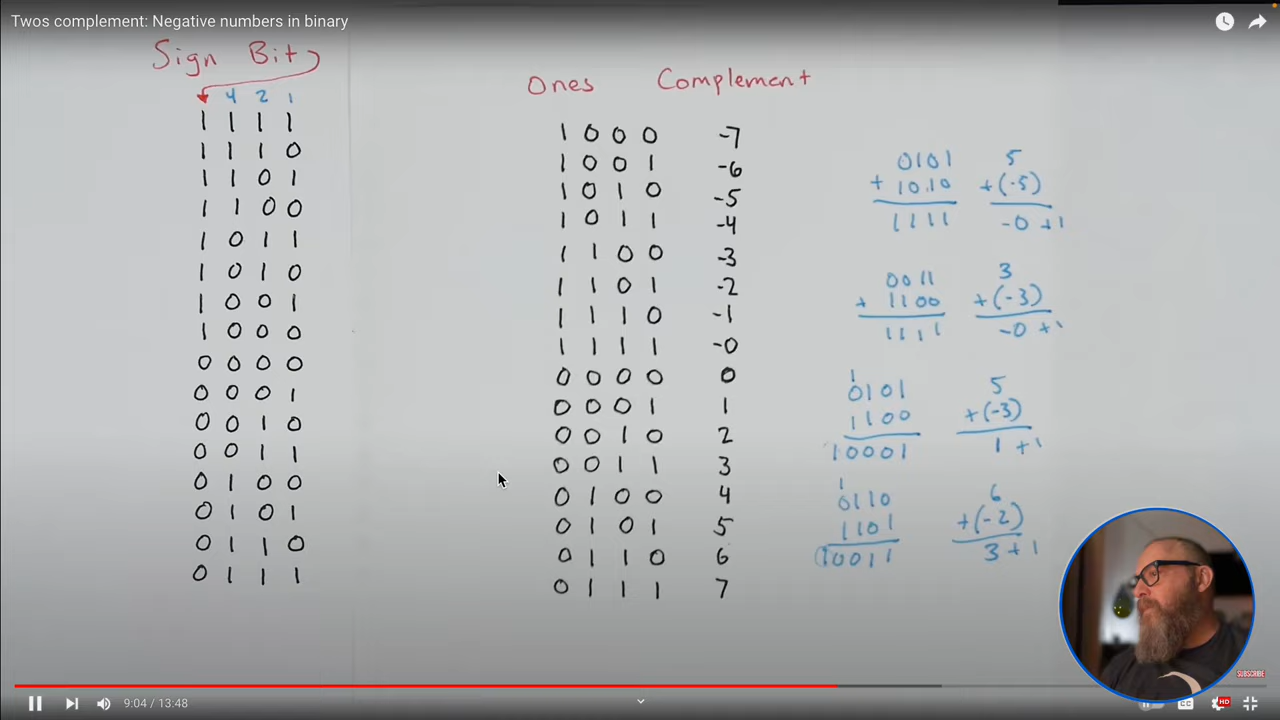 Twos complement: Negative numbers in binary
Sign Bit
4 2 1
1 1 1 1
1 1 1 0
1 1 0 1
1 1 0 0
1 0 1 1
1 0 1 0
1 0 0 1
1 0 0 0
0 0 0 0
0 0 0 1
0 0 1 0
0 0 1 1
0 1 0 0
0 1 0 1
0 1 1 0
0 1 1 1
Ones Complement
1 0 0 0 -7
1 0 0 1 -6
1 0 1 0 -5
1 0 1 1 -4
1 1 0 0 -3
1 1 0 1 -2
1 1 1 0 -1
1 1 1 1 -0
0 0 0 0 0
0 0 0 1 1
0 0 1 0 2
0 0 1 1 3
0 1 0 0 4
0 1 0 1 5
0 1 1 0 6
0 1 1 1 7
0101 5
+ 1010 +(-5)
1111 -0 +1
0011 3
+ 1100 +(-3)
1111 -0 +1
1
0101 5
1100 +(-3)
10001 1 +1
1
0110 6
1101 +(-2)
10011 3 +1
SUBSCRIBE
9:04 / 13:48
CC
HD